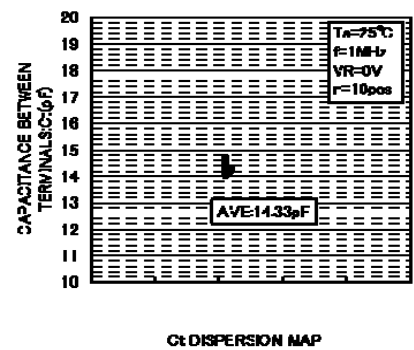 20
19
18
17
16
15
14
13
12
11
10
CAPACITANCE BETWEEN
TERMINALS:Ct(pF)
Ta=25°C
f=1MHz
VR=0V
n=10pcs
AVE:14.33pF
Ct DISPERSION MAP